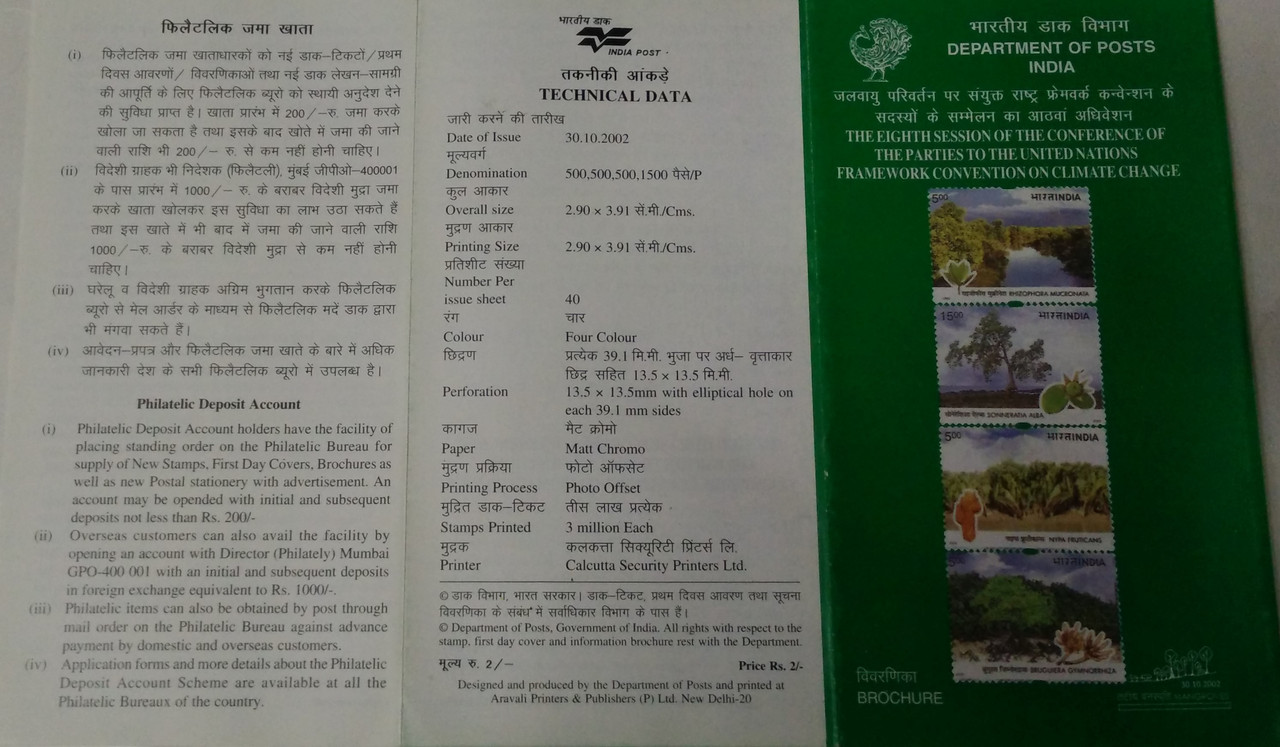 फिलैटलिक जमा खाता
(i) फिलैटलिक जमा खाताधारकों को नई डाक–टिकटों/प्रथम
दिवस आवरणों/ विवरणिकाओं तथा नई डाक लेखन–सामग्री
की आपूर्ति के लिए फिलैटलिक ब्यूरो को स्थायी अनुदेश देने
की सुविधा प्राप्त है। खाता प्रारंभ में 200/–रु. जमा करके
खोला जा सकता है तथा इसके बाद खोते में जमा की जाने
वाली राशि भी 200/– रु. से कम नहीं होनी चाहिए।
(ii) विदेशी ग्राहक भी निदेशक (फिलैटली), मुंबई जीपीओ–400001
के पास प्रारंभ में 1000/– रु. के बराबर विदेशी मुद्रा जमा
करके खाता खोलकर इस सुविधा का लाभ उठा सकते हैं
तथा इस खाते में भी बाद में जमा की जाने वाली राशि
1000/–रु. के बराबर विदेशी मुद्रा से कम नहीं होनी
चाहिए।
(iii) घरेलू व विदेशी ग्राहक अग्रिम भुगतान करके फिलैटलिक
ब्यूरो से मेल आर्डर के माध्यम से फिलैटलिक मदें डाक द्वारा
भी मंगवा सकते हैं।
(iv) आवेदन–प्रपत्र और फिलैटलिक जमा खाते के बारे में अधिक
जानकारी देश के सभी फिलैटलिक ब्यूरो में उपलब्ध है।
Philatelic Deposit Account
(i) Philatelic Deposit Account holders have the facility of
placing standing order on the Philatelic Bureau for
supply of New Stamps, First Day Covers, Brochures as
well as new Postal stationery with advertisement. An
account may be opended with initial and subsequent
deposits not less than Rs. 200/-
(ii) Overseas customers can also avail the facility by
opening an account with Director (Philately) Mumbai
GPO-400 001 with an initial and subsequent deposits
in foreign exchange equivalent to Rs. 1000/-.
(iii) Philatelic items can also be obtained by post through
mail order on the Philatelic Bureau against advance
payment by domestic and overseas customers.
(iv) Application forms and more details about the Philatelic
Deposit Account Scheme are available at all the
Philatelic Bureaux of the country.
भारतीय डाक
INDIA POST
तकनीकी आंकड़े
TECHNICAL DATA
जारी करने की तारीख
Date of Issue 30.10.2002
मूल्यवर्ग
Denomination 500,500,500,1500 पैसे/P
कुल आकार
Overall size 2.90 × 3.91 सें.मी./Cms.
मुद्रण आकार
Printing Size 2.90 × 3.91 सें.मी./Cms.
प्रतिशीट संख्या
Number Per
issue sheet 40
रंग चार
Colour Four Colour
छिद्रण प्रत्येक 39.1 मि.मी. भुजा पर अर्ध– वृत्ताकार
छिद्र सहित 13.5 × 13.5 मि.मी.
Perforation 13.5 × 13.5mm with elliptical hole on
each 39.1 mm sides
कागज मैट क्रोमो
Paper Matt Chromo
मुद्रण प्रक्रिया फोटो ऑफसेट
Printing Process Photo Offset
मुद्रित डाक–टिकट तीस लाख प्रत्येक
Stamps Printed 3 million Each
मुद्रक कलकत्ता सिक्यूरिटी प्रिंटर्स लि.
Printer Calcutta Security Printers Ltd.
© डाक विभाग, भारत सरकार। डाक–टिकट, प्रथम दिवस आवरण तथा सूचना
विवरणिका के संबंध में सर्वाधिकार विभाग के पास हैं।
© Department of Posts, Government of India. All rights with respect to the
stamp, first day cover and information brochure rest with the Department.
मूल्य रु. 2/– Price Rs. 2/-
Designed and produced by the Department of Posts and printed at
Aravali Printers & Publishers (P) Ltd. New Delhi-20
भारतीय डाक विभाग
DEPARTMENT OF POSTS
INDIA
जलवायु परिवर्तन पर संयुक्त राष्ट्र फ्रेमवर्क कन्वेन्शन के
सदस्यों के सम्मेलन का आठवां अधिवेशन
THE EIGHTH SESSION OF THE CONFERENCE OF
THE PARTIES TO THE UNITED NATIONS
FRAMEWORK CONVENTION ON CLIMATE CHANGE
500 भारतINDIA
RHIZOPHORA MUCRONATA
1500 भारतINDIA
SONNERATIA ALBA
500 भारतINDIA
NYPA FRUTICANS
भारतINDIA
BRUGUIERA GYMNORRHIZA
विवरणिका
BROCHURE
30.10.2002